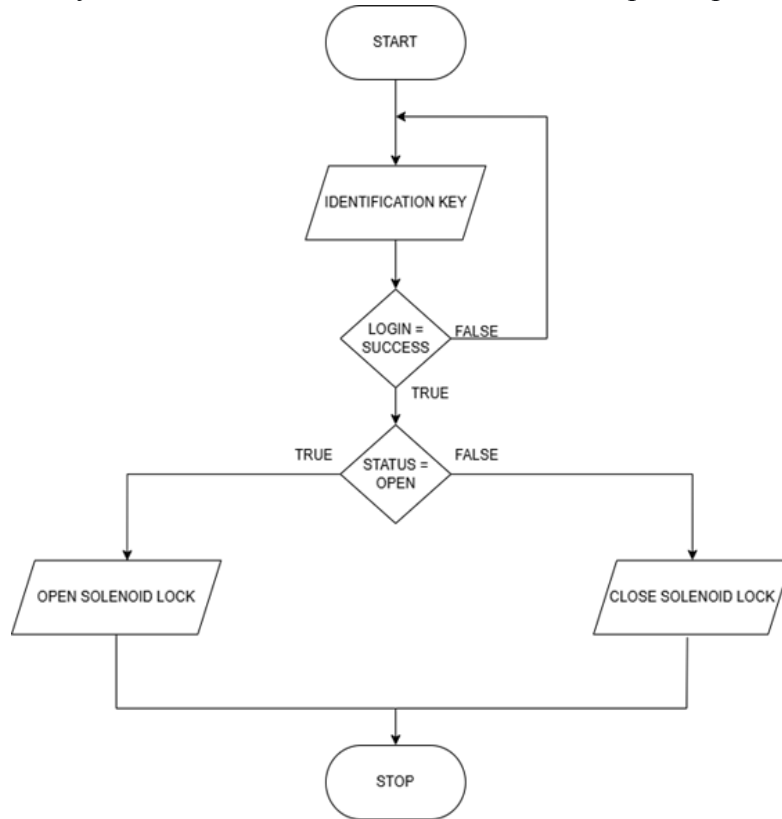 START
IDENTIFICATION KEY
LOGIN =
SUCCESS
FALSE
TRUE
TRUE
STATUS =
OPEN
FALSE
OPEN SOLENOID LOCK
CLOSE SOLENOID LOCK
STOP